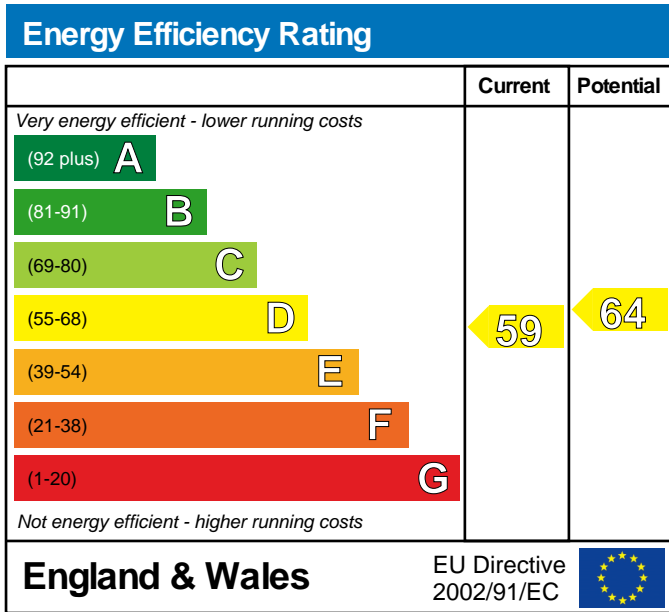 Energy Efficiency Rating
Current Potential
Very energy efficient - lower running costs
(92 plus) A
(81-91) B
(69-80) C
(55-68) D
59 64
(39-54) E
(21-38) F
(1-20) G
Not energy efficient - higher running costs
England & Wales
EU Directive
2002/91/EC